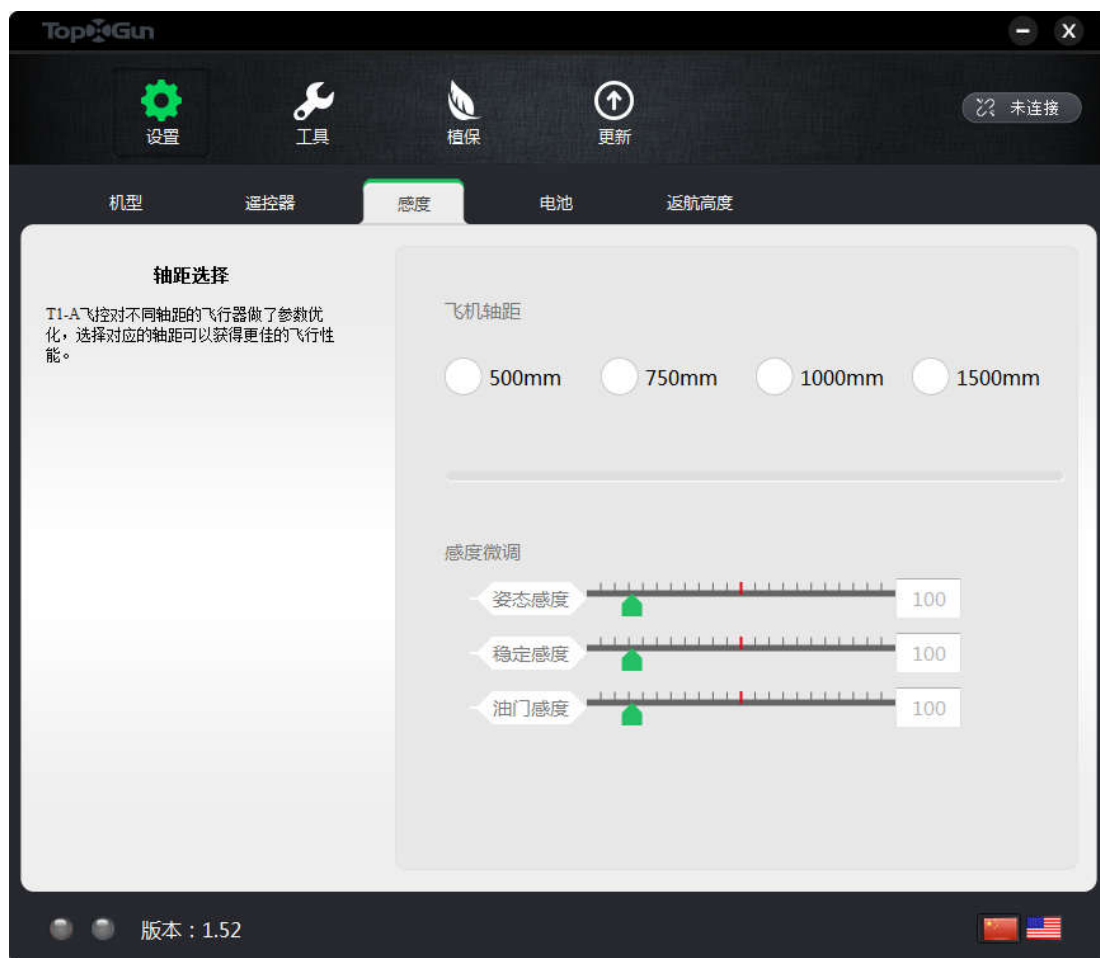 TopXGun
X
设置
工具
植保
更新
未连接
机型
遥控器
感度
电池
返航高度
轴距选择
T1-A飞控对不同轴距的飞行器做了参数优
化，选择对应的轴距可以获得更佳的飞行性
能。
飞机轴距
500mm
750mm
1000mm
1500mm
感度微调
姿态感度
100
稳定感度
100
油门感度
100
版本：1.52